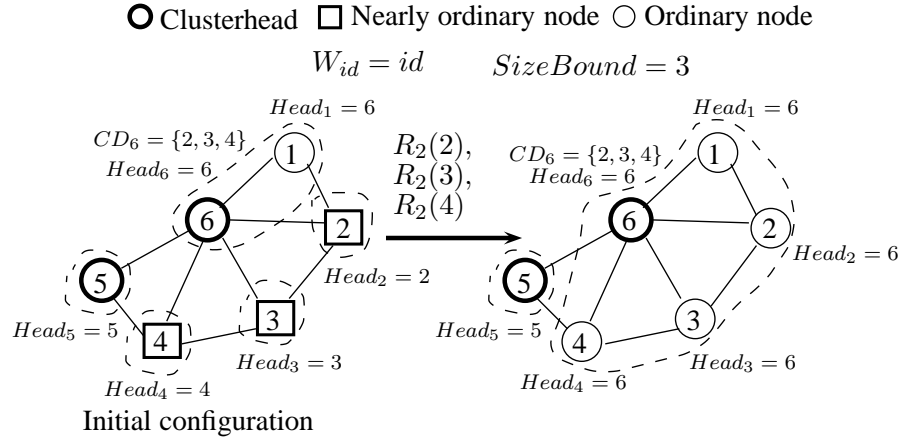 Clusterhead Nearly ordinary node Ordinary node
W_id = id SizeBound = 3
Head_1 = 6
CD_6 = {2, 3, 4}
Head_6 = 6
1
6
2
5
3
4
Head_2 = 2
Head_5 = 5
Head_3 = 3
Head_4 = 4
Initial configuration
R_2(2),
R_2(3),
R_2(4)
Head_1 = 6
CD_6 = {2, 3, 4}
Head_6 = 6
1
6
2
5
3
4
Head_2 = 6
Head_5 = 5
Head_3 = 6
Head_4 = 6